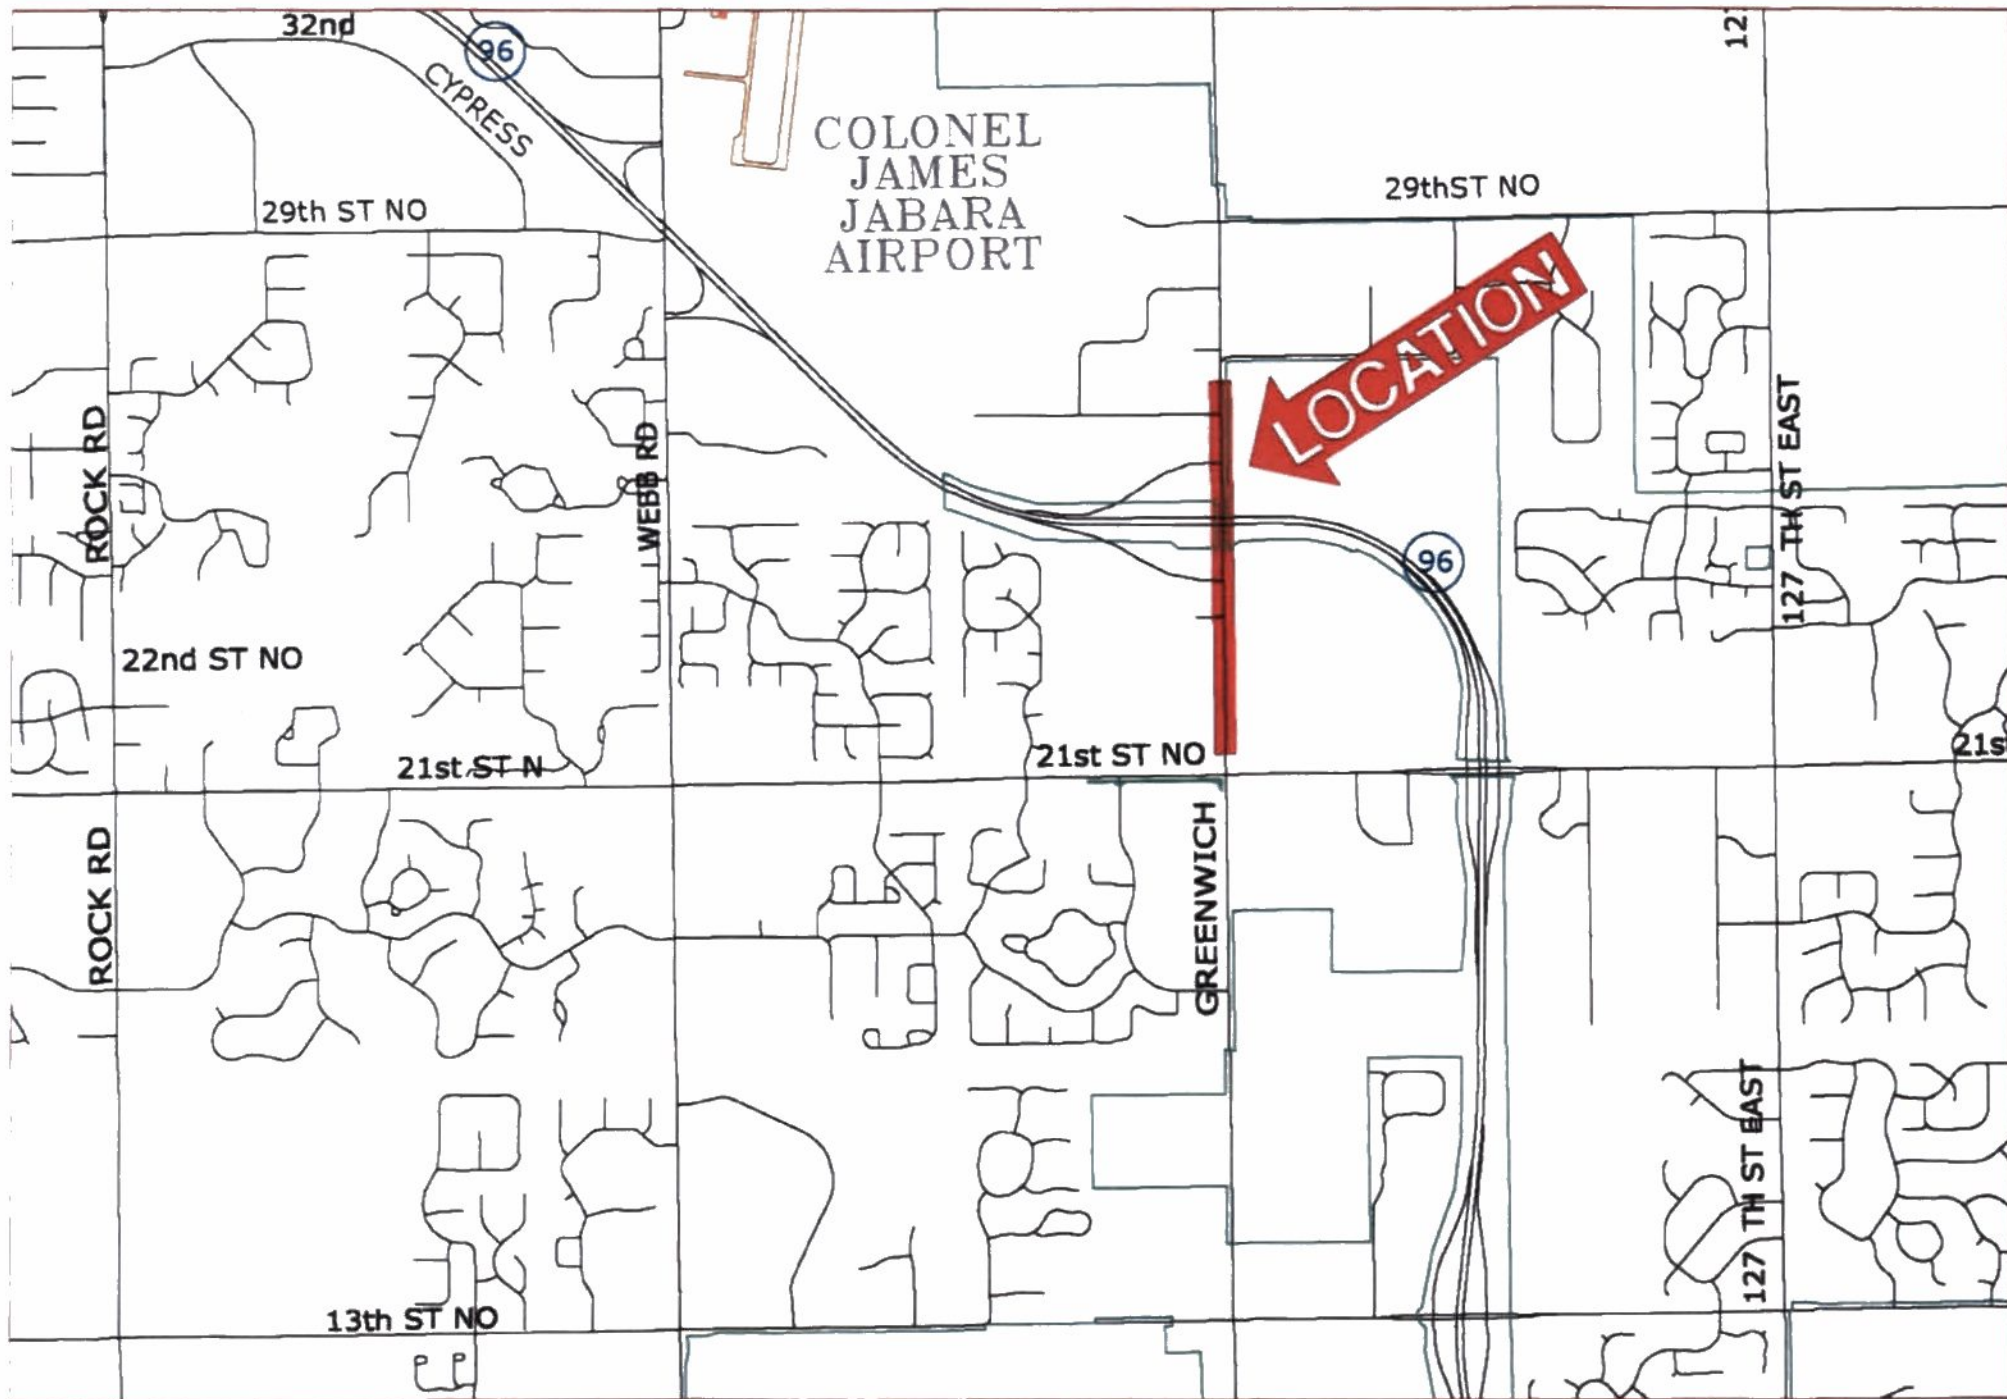 32nd
96
12
CYPRESS
COLONEL
JAMES
JABARA
AIRPORT
29th ST NO
29thST NO
LOCATION
ROCK RD
WEBB RD
127 TH ST EAST
96
22nd ST NO
21st ST N
21st ST NO
21s
ROCK RD
GREENWICH
127 TH ST EAST
13th ST NO